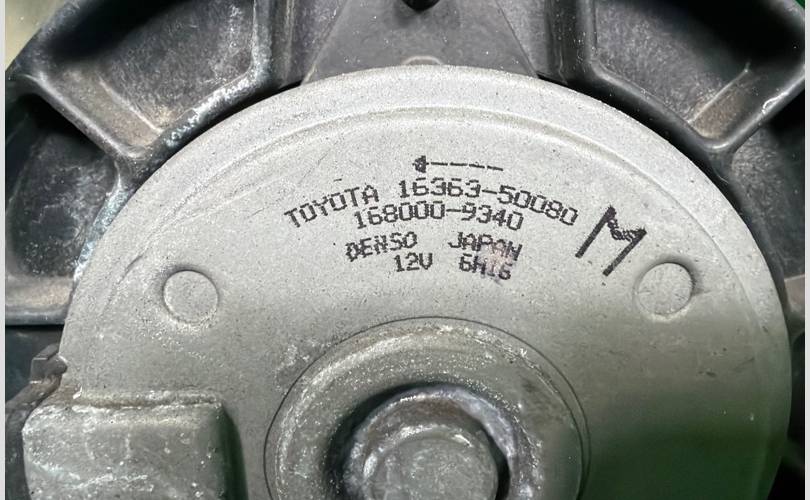 TOYOTA 16363-50080
168000-9340
DENSO JAPAN
12V 6H16
M